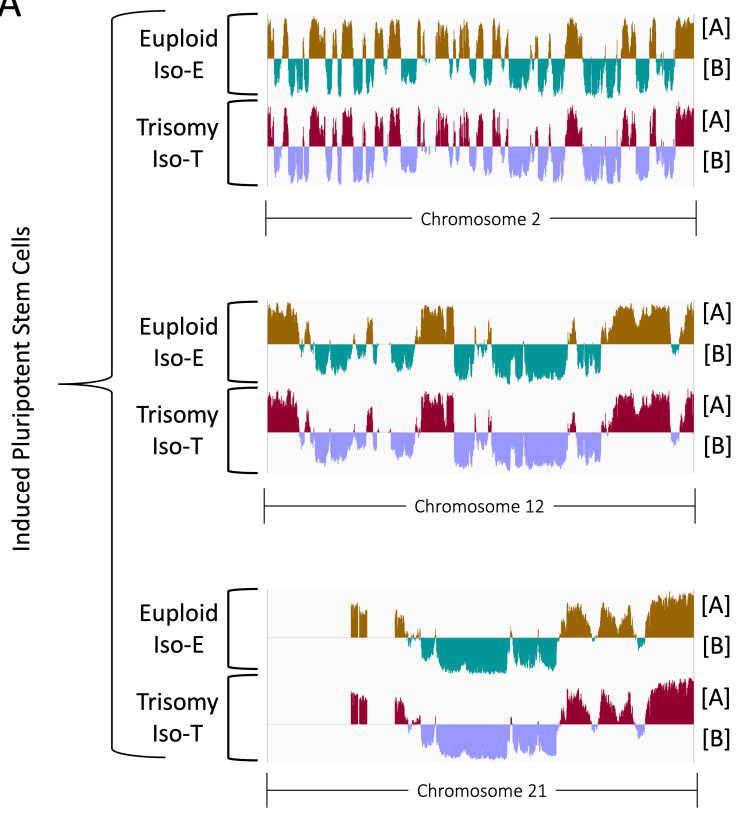 A
Induced Pluripotent Stem Cells
Euploid
Iso-E
[A]
[B]
Trisomy
Iso-T
[A]
[B]
Chromosome 2
Euploid
Iso-E
[A]
[B]
Trisomy
Iso-T
[A]
[B]
Chromosome 12
Euploid
Iso-E
[A]
[B]
Trisomy
Iso-T
[A]
[B]
Chromosome 21